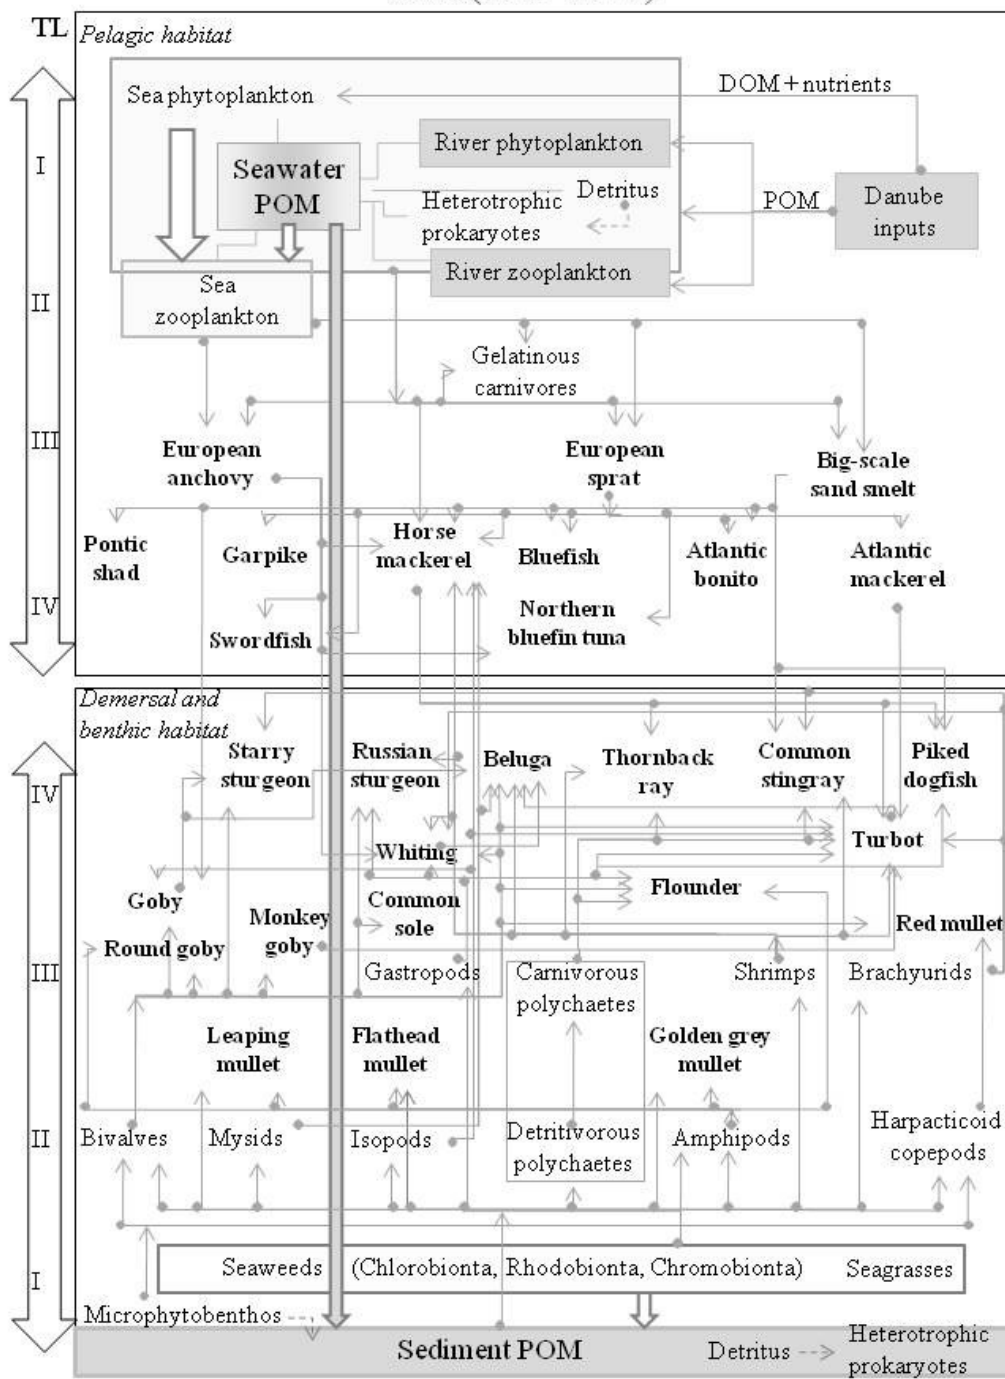 TL
Pelagic habitat
Sea phytoplankton
DOM + nutrients
River phytoplankton
I
Seawater
POM
Detritus
Heterotrophic
prokaryotes
POM
Danube
inputs
River zooplankton
II
Sea
zooplankton
Gelatinous
carnivores
III
European
anchovy
European
sprat
Big-scale
sand smelt
Pontic
shad
Garpike
Horse
mackerel
Bluefish
Atlantic
bonito
Atlantic
mackerel
IV
Swordfish
Northern
bluefin tuna
Demersal and
benthic habitat
IV
Starry
sturgeon
Russian
sturgeon
Beluga
Thornback
ray
Common
stingray
Piked
dogfish
Whiting
Turbot
Goby
Common
sole
Flounder
Round goby
Monkey
goby
Red mullet
III
Gastropods
Carnivorous
polychaetes
Shrimps
Brachyurids
Leaping
mullet
Flathead
mullet
Golden grey
mullet
II
Bivalves
Mysids
Isopods
Detritivorous
polychaetes
Amphipods
Harpacticoid
copepods
I
Seaweeds (Chlorobionta, Rhodobionta, Chromobionta) Seagrasses
Microphytobenthos
Sediment POM
Detritus
Heterotrophic
prokaryotes